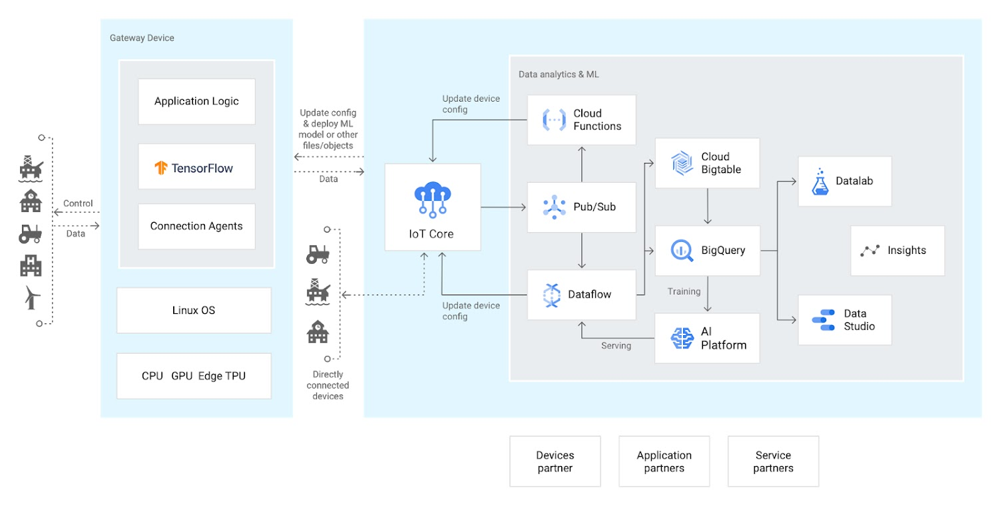 Gateway Device
Application Logic
TensorFlow
Connection Agents
Linux OS
CPU GPU Edge TPU
Control
Data
Update config
& deploy ML
model or other
files/objects
Data
Directly
connected
devices
IoT Core
Update device
config
Update device
config
Data analytics & ML
Cloud
Functions
Pub/Sub
Dataflow
Cloud
Bigtable
BigQuery
Training
AI
Platform
Serving
Datalab
Insights
Data
Studio
Devices
partner
Application
partners
Service
partners